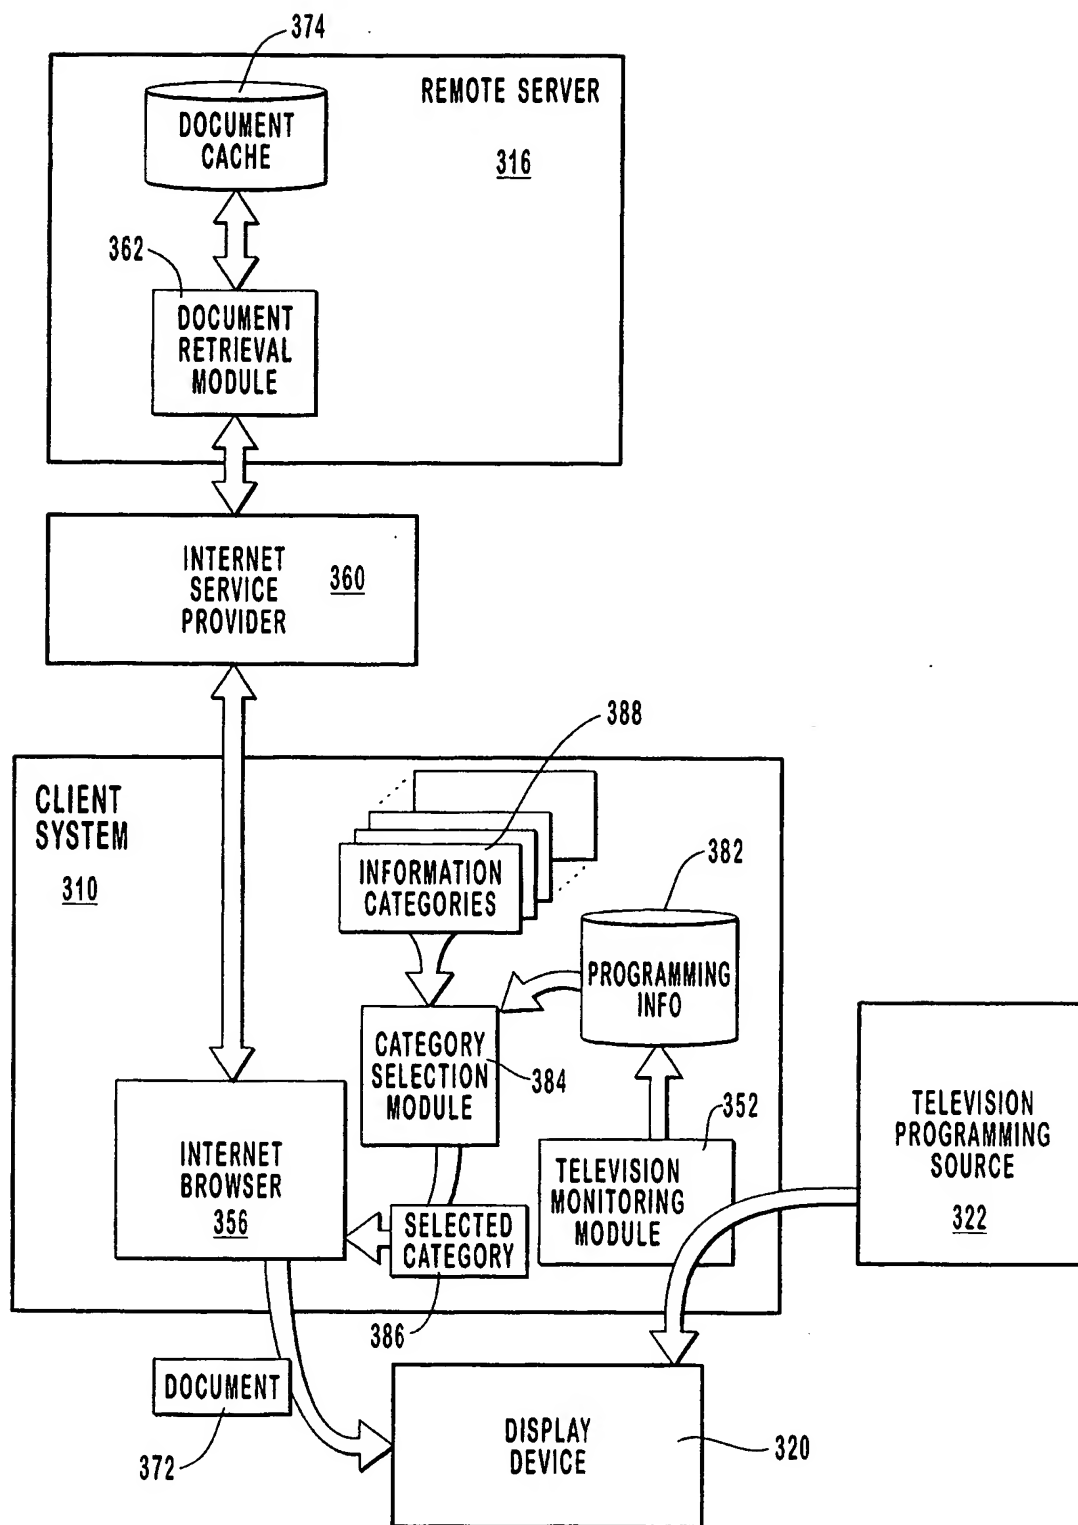 374
REMOTE SERVER
316
DOCUMENT
CACHE
362
DOCUMENT
RETRIEVAL
MODULE
INTERNET
SERVICE
PROVIDER
360
388
CLIENT
SYSTEM
310
INFORMATION
CATEGORIES
382
PROGRAMMING
INFO
CATEGORY
SELECTION
MODULE
384
352
TELEVISION
MONITORING
MODULE
TELEVISION
PROGRAMMING
SOURCE
322
INTERNET
BROWSER
356
SELECTED
CATEGORY
386
DOCUMENT
372
DISPLAY
DEVICE
320